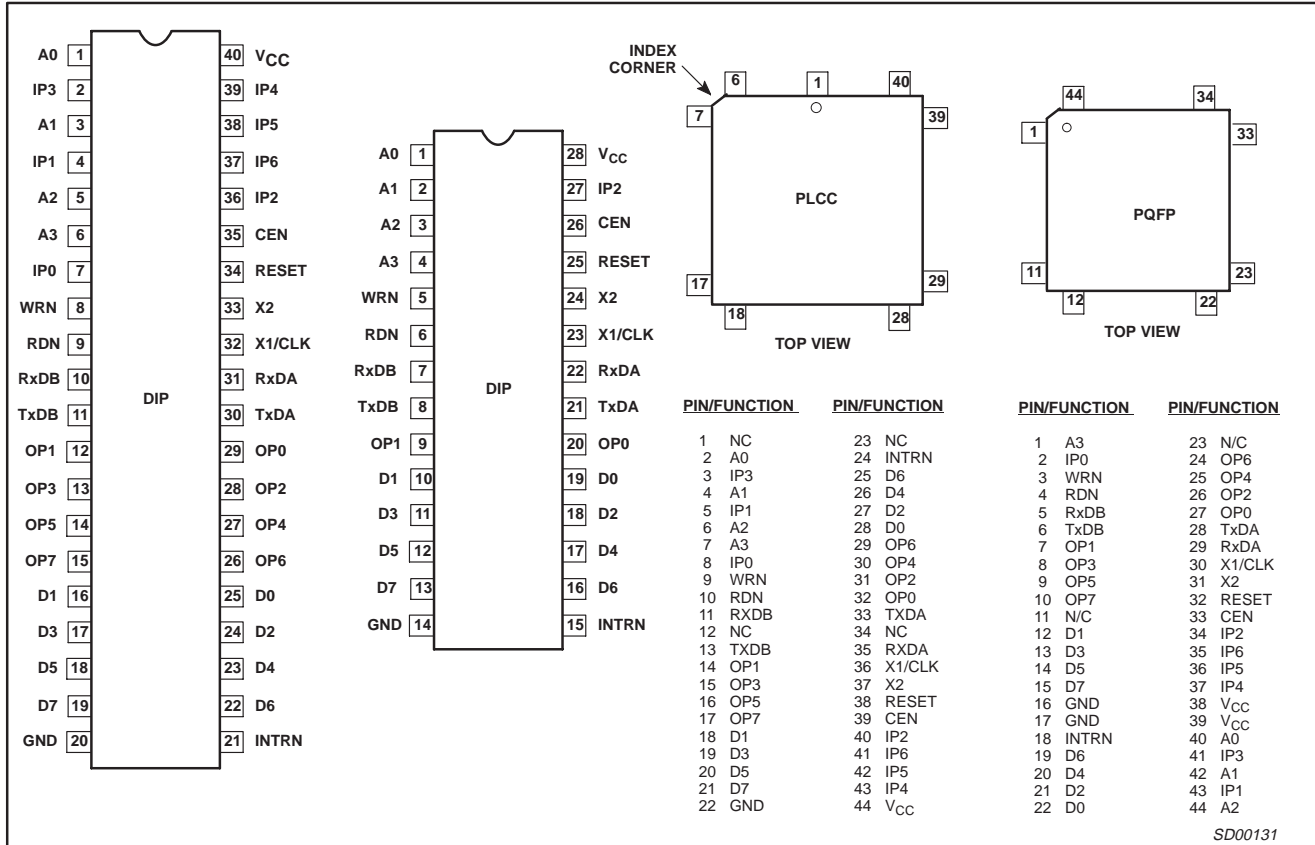 A0 1 40 VCC
IP3 2 39 IP4
A1 3 38 IP5
IP1 4 37 IP6
A2 5 36 IP2
A3 6 35 CEN
IP0 7 34 RESET
WRN 8 33 X2
RDN 9 32 X1/CLK
RxDB 10 31 RxDA
TxDB 11 30 TxDA
OP1 12 29 OP0
OP3 13 28 OP2
OP5 14 27 OP4
OP7 15 26 OP6
D1 16 25 D0
D3 17 24 D2
D5 18 23 D4
D7 19 22 D6
GND 20 21 INTRN
DIP
A0 1 28 VCC
A1 2 27 IP2
A2 3 26 CEN
A3 4 25 RESET
WRN 5 24 X2
RDN 6 23 X1/CLK
RxDB 7 22 RxDA
TxDB 8 21 TxDA
OP1 9 20 OP0
D1 10 19 D0
D3 11 18 D2
D5 12 17 D4
D7 13 16 D6
GND 14 15 INTRN
DIP
INDEX
CORNER
6 1 40
7 39
PLCC
17 29
18 28
TOP VIEW
PIN/FUNCTION PIN/FUNCTION
1 NC 23 NC
2 A0 24 INTRN
3 IP3 25 D6
4 A1 26 D4
5 IP1 27 D2
6 A2 28 D0
7 A3 29 OP6
8 IP0 30 OP4
9 WRN 31 OP2
10 RDN 32 OP0
11 RXDB 33 TXDA
12 NC 34 NC
13 TXDB 35 RXDA
14 OP1 36 X1/CLK
15 OP3 37 X2
16 OP5 38 RESET
17 OP7 39 CEN
18 D1 40 IP2
19 D3 41 IP6
20 D5 42 IP5
21 D7 43 IP4
22 GND 44 VCC
44 34
1 33
PQFP
11 23
12 22
TOP VIEW
PIN/FUNCTION PIN/FUNCTION
1 A3 23 N/C
2 IP0 24 OP6
3 WRN 25 OP4
4 RDN 26 OP2
5 RxDB 27 OP0
6 TxDB 28 TxDA
7 OP1 29 RxDA
8 OP3 30 X1/CLK
9 OP5 31 X2
10 OP7 32 RESET
11 N/C 33 CEN
12 D1 34 IP2
13 D3 35 IP6
14 D5 36 IP5
15 D7 37 IP4
16 GND 38 VCC
17 GND 39 VCC
18 INTRN 40 A0
19 D6 41 IP3
20 D4 42 A1
21 D2 43 IP1
22 D0 44 A2
SD00131